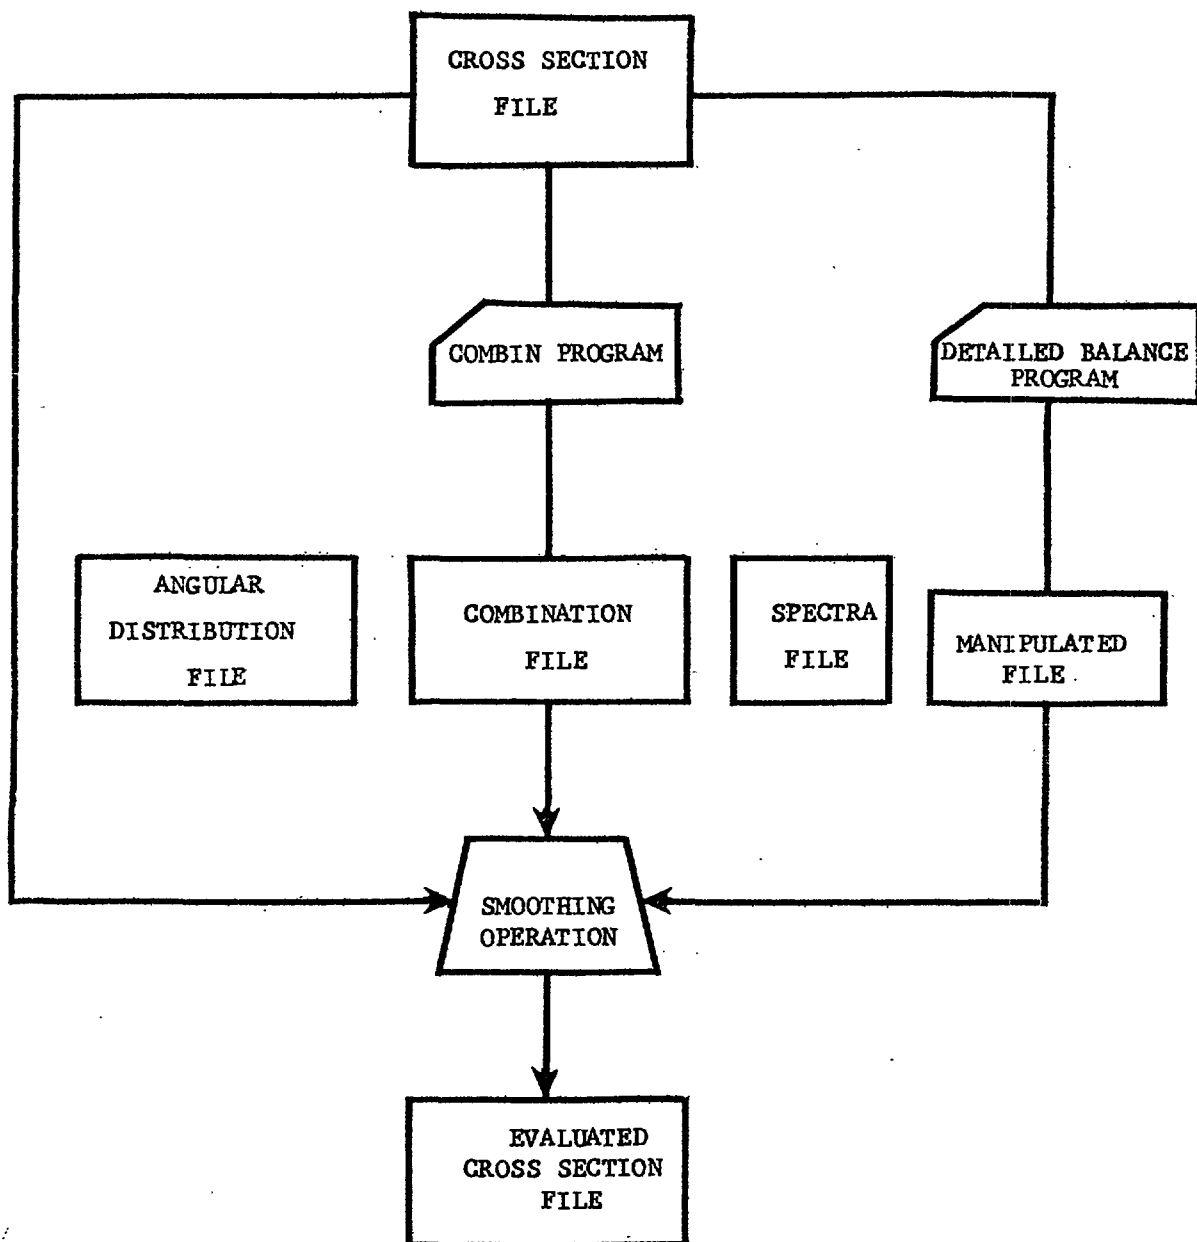 CROSS SECTION
FILE
COMBIN PROGRAM
DETAILED BALANCE
PROGRAM
ANGULAR
DISTRIBUTION
FILE
COMBINATION
FILE
SPECTRA
FILE
MANIPULATED
FILE
SMOOTHING
OPERATION
EVALUATED
CROSS SECTION
FILE